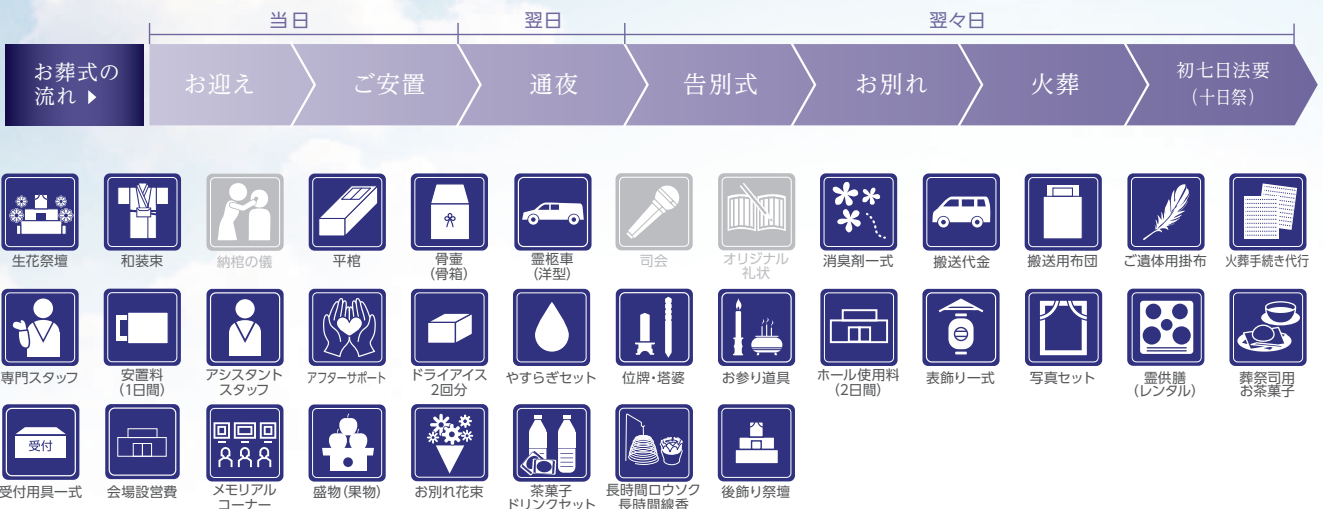 当日
翌日
翌々日
お葬式の
流れ▶
お迎え
ご安置
通夜
告別式
お別れ
火葬
初七日法要
(十日祭)
生花祭壇
和装束
納棺の儀
平棺
骨壷
(骨箱)
霊柩車
(洋型)
司会
オリジナル
礼状
消臭剤一式
搬送代金
搬送用布団
ご遺体用掛布
火葬手続き代行
専門スタッフ
安置料
(1日間)
アシスタント
スタッフ
アフターサポート
ドライアイス
2回分
やすらぎセット
位牌・塔婆
お参り道具
ホール使用料
(2日間)
表飾り一式
写真セット
霊供膳
(レンタル)
葬祭司用
お茶菓子
受付
受付用具一式
会場設営費
メモリアル
コーナー
盛物(果物)
お別れ花束
茶菓子
ドリンクセット
長時間ロウソク
長時間線香
後飾り祭壇